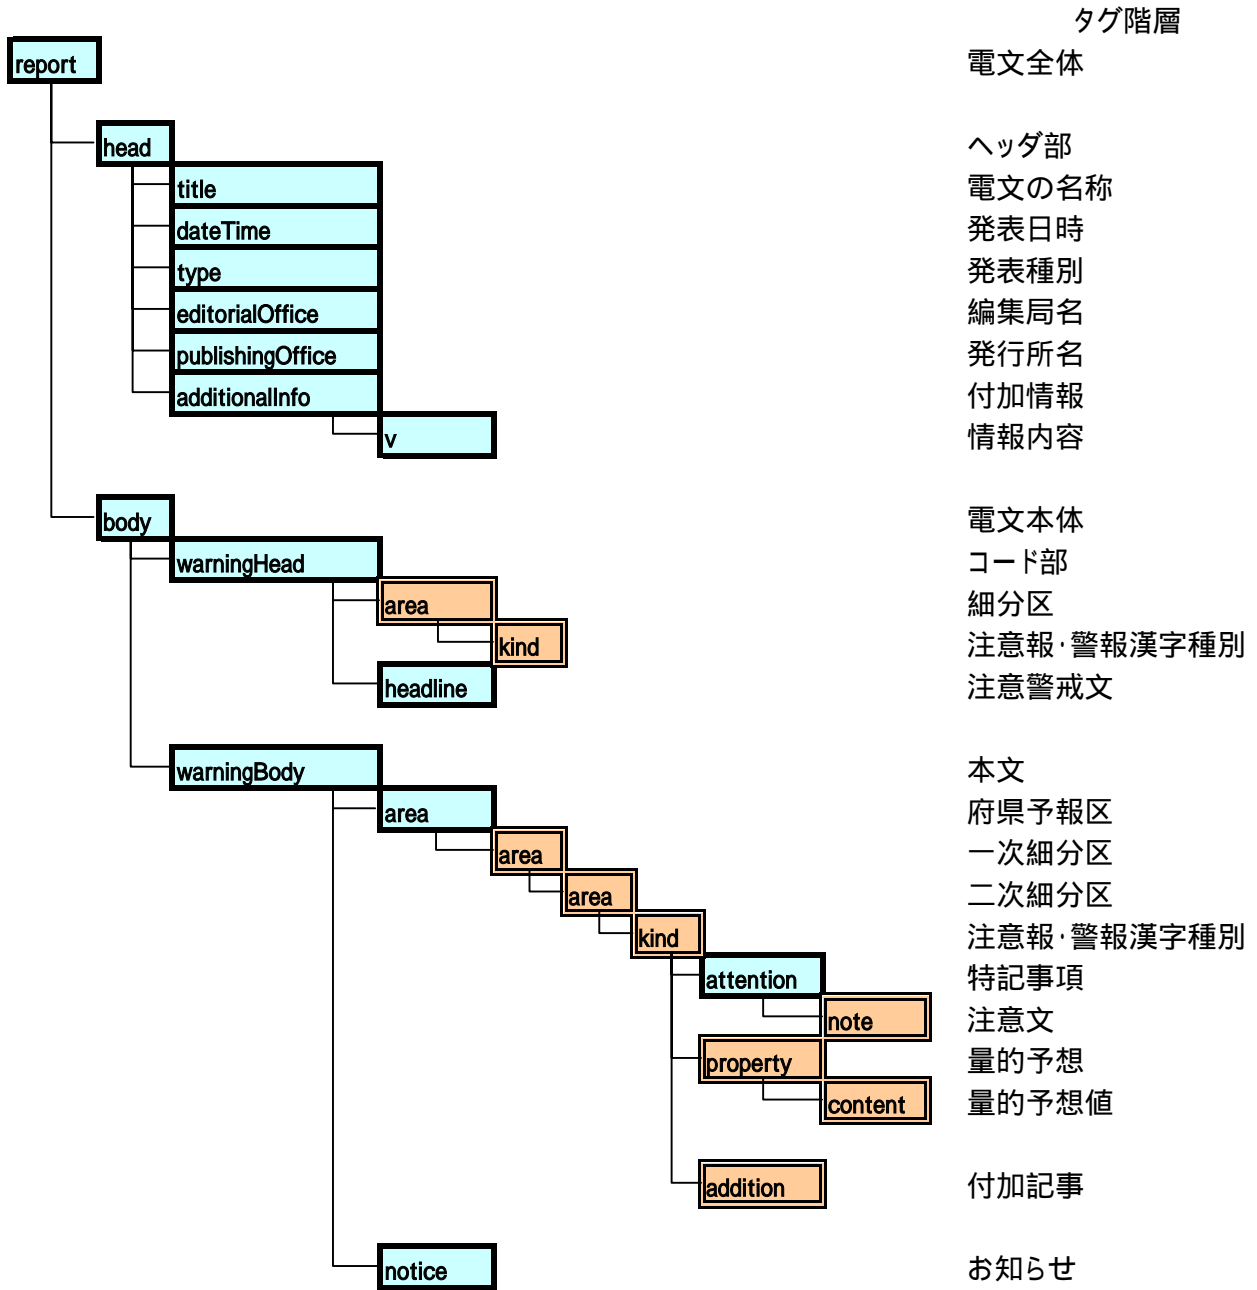 タグ階層
report 電文全体
head ヘッダ部
title 電文の名称
dateTime 発表日時
type 発表種別
editorialOffice 編集局名
publishingOffice 発行所名
additionalInfo 付加情報
v 情報内容
body 電文本体
warningHead コード部
area 細分区
kind 注意報・警報漢字種別
headline 注意警戒文
warningBody 本文
area 府県予報区
area 一次細分区
area 二次細分区
kind 注意報・警報漢字種別
attention 特記事項
note 注意文
property 量的予想
content 量的予想値
addition 付加記事
notice お知らせ